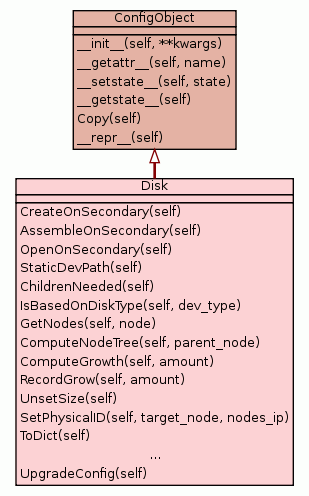 ConfigObject
__init__(self, **kwargs)
__getattr__(self, name)
__setstate__(self, state)
__getstate__(self)
Copy(self)
__repr__(self)
Disk
CreateOnSecondary(self)
AssembleOnSecondary(self)
OpenOnSecondary(self)
StaticDevPath(self)
ChildrenNeeded(self)
IsBasedOnDiskType(self, dev_type)
GetNodes(self, node)
ComputeNodeTree(self, parent_node)
ComputeGrowth(self, amount)
RecordGrow(self, amount)
UnsetSize(self)
SetPhysicalID(self, target_node, nodes_ip)
ToDict(self)
...
UpgradeConfig(self)